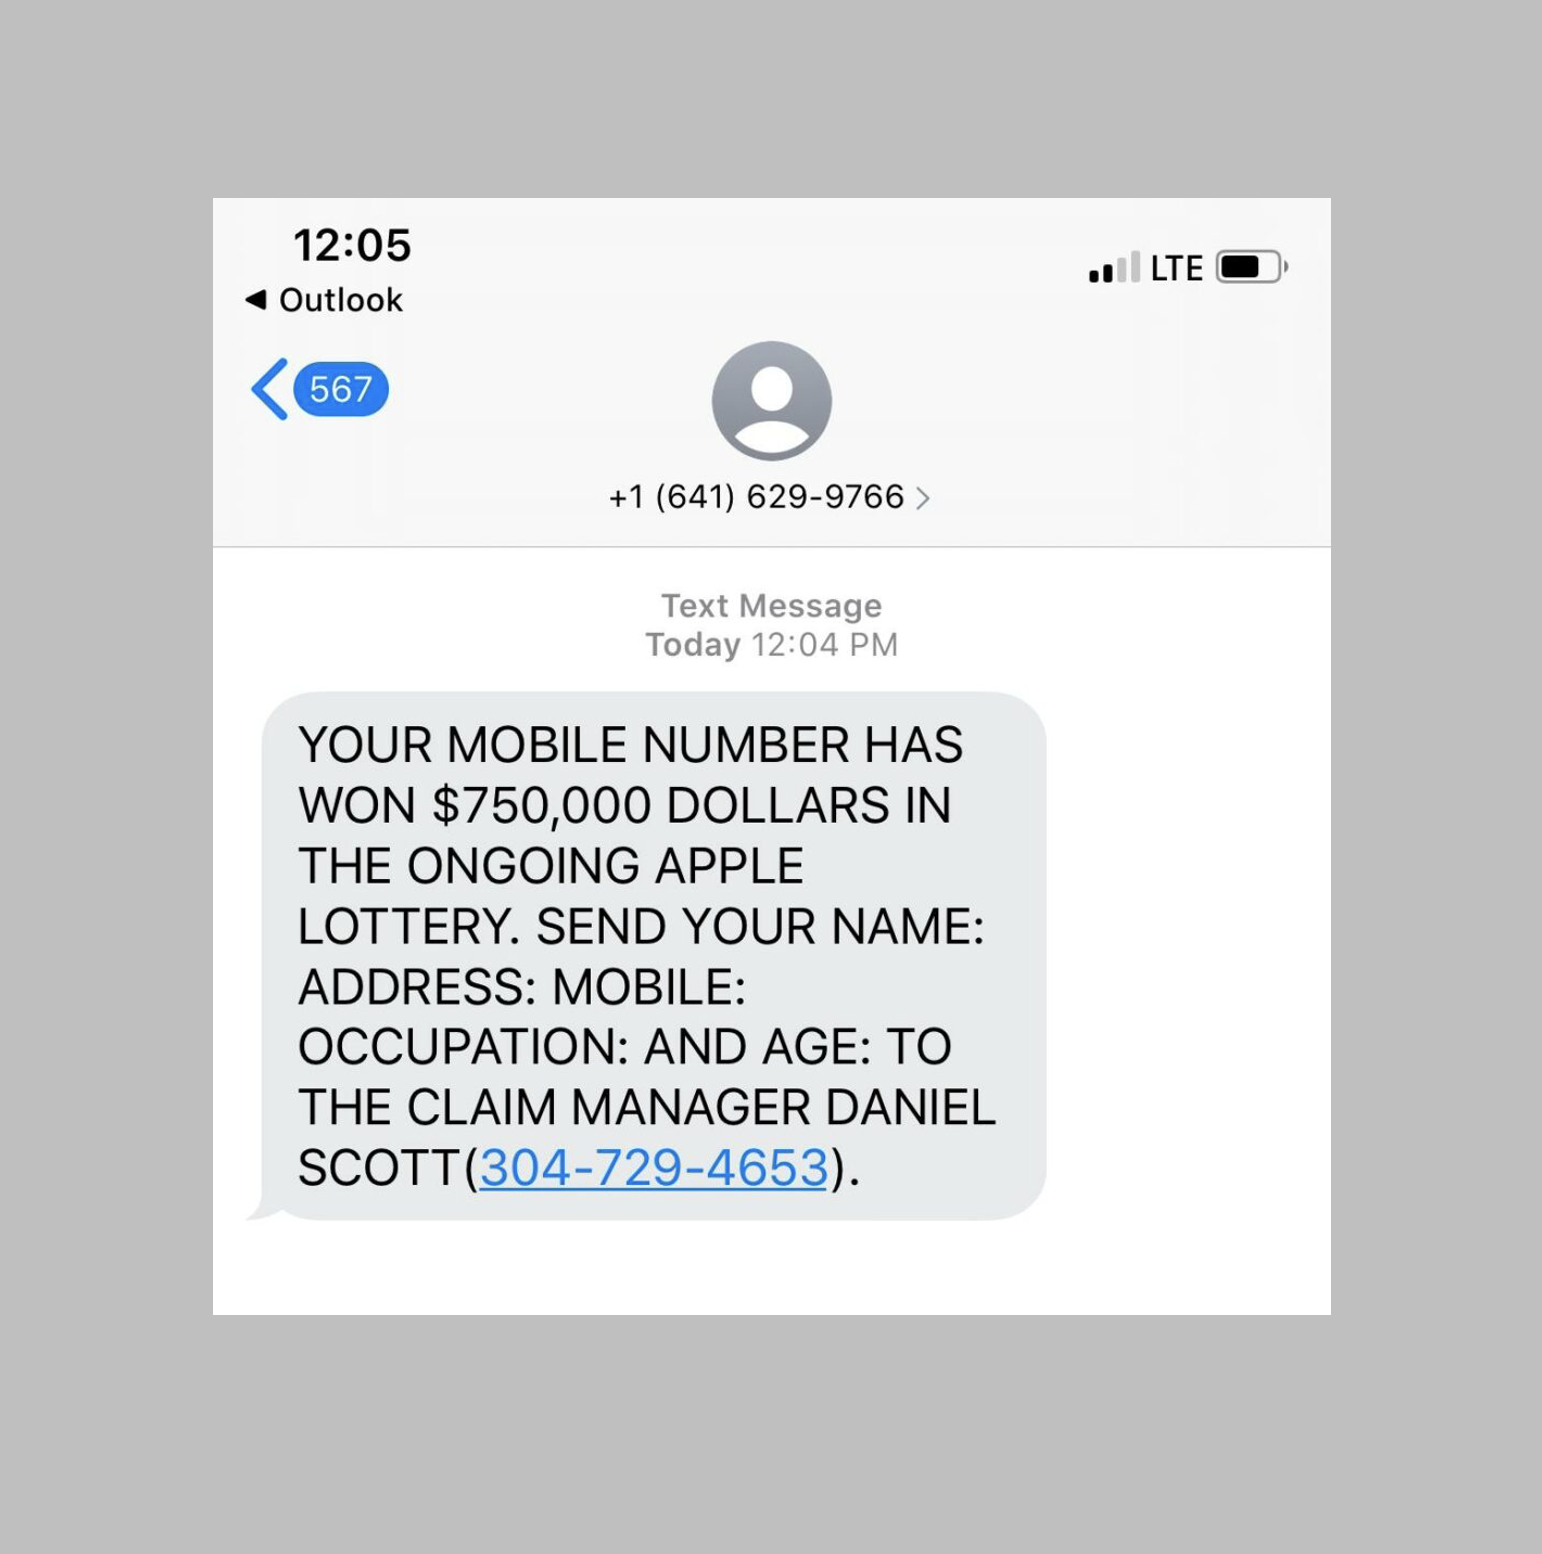 12:05
LTE
◀ Outlook
567
+1 (641) 629-9766 >
Text Message
Today 12:04 PM
YOUR MOBILE NUMBER HAS
WON $750,000 DOLLARS IN
THE ONGOING APPLE
LOTTERY. SEND YOUR NAME:
ADDRESS: MOBILE:
OCCUPATION: AND AGE: TO
THE CLAIM MANAGER DANIEL
SCOTT(304-729-4653).